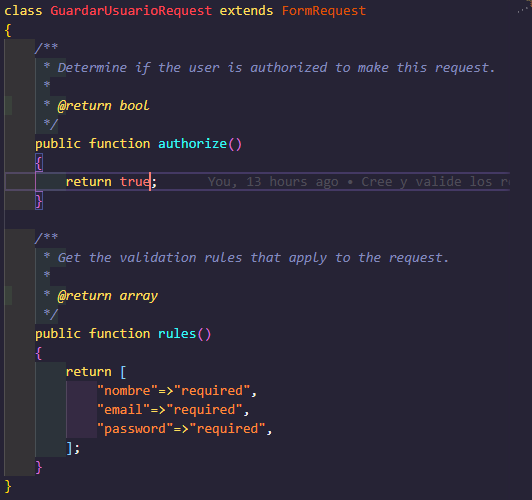 class GuardarUsuarioRequest extends FormRequest
{
    /**
     * Determine if the user is authorized to make this request.
     *
     * @return bool
     */
    public function authorize()
    {
        return true;      You, 13 hours ago • Cree y valide los
    }
    /**
     * Get the validation rules that apply to the request.
     *
     * @return array
     */
    public function rules()
    {
        return [
            "nombre"=>"required",
            "email"=>"required",
            "password"=>"required",
        ];
    }
}